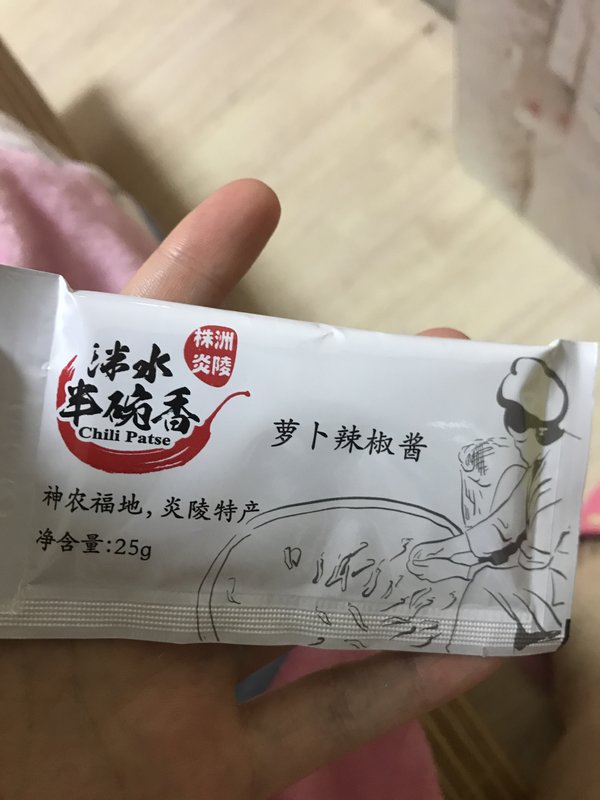 株洲
炎陵
洣水
半碗香
Chili Patse
萝卜辣椒酱
神农福地，炎陵特产
净含量：25g